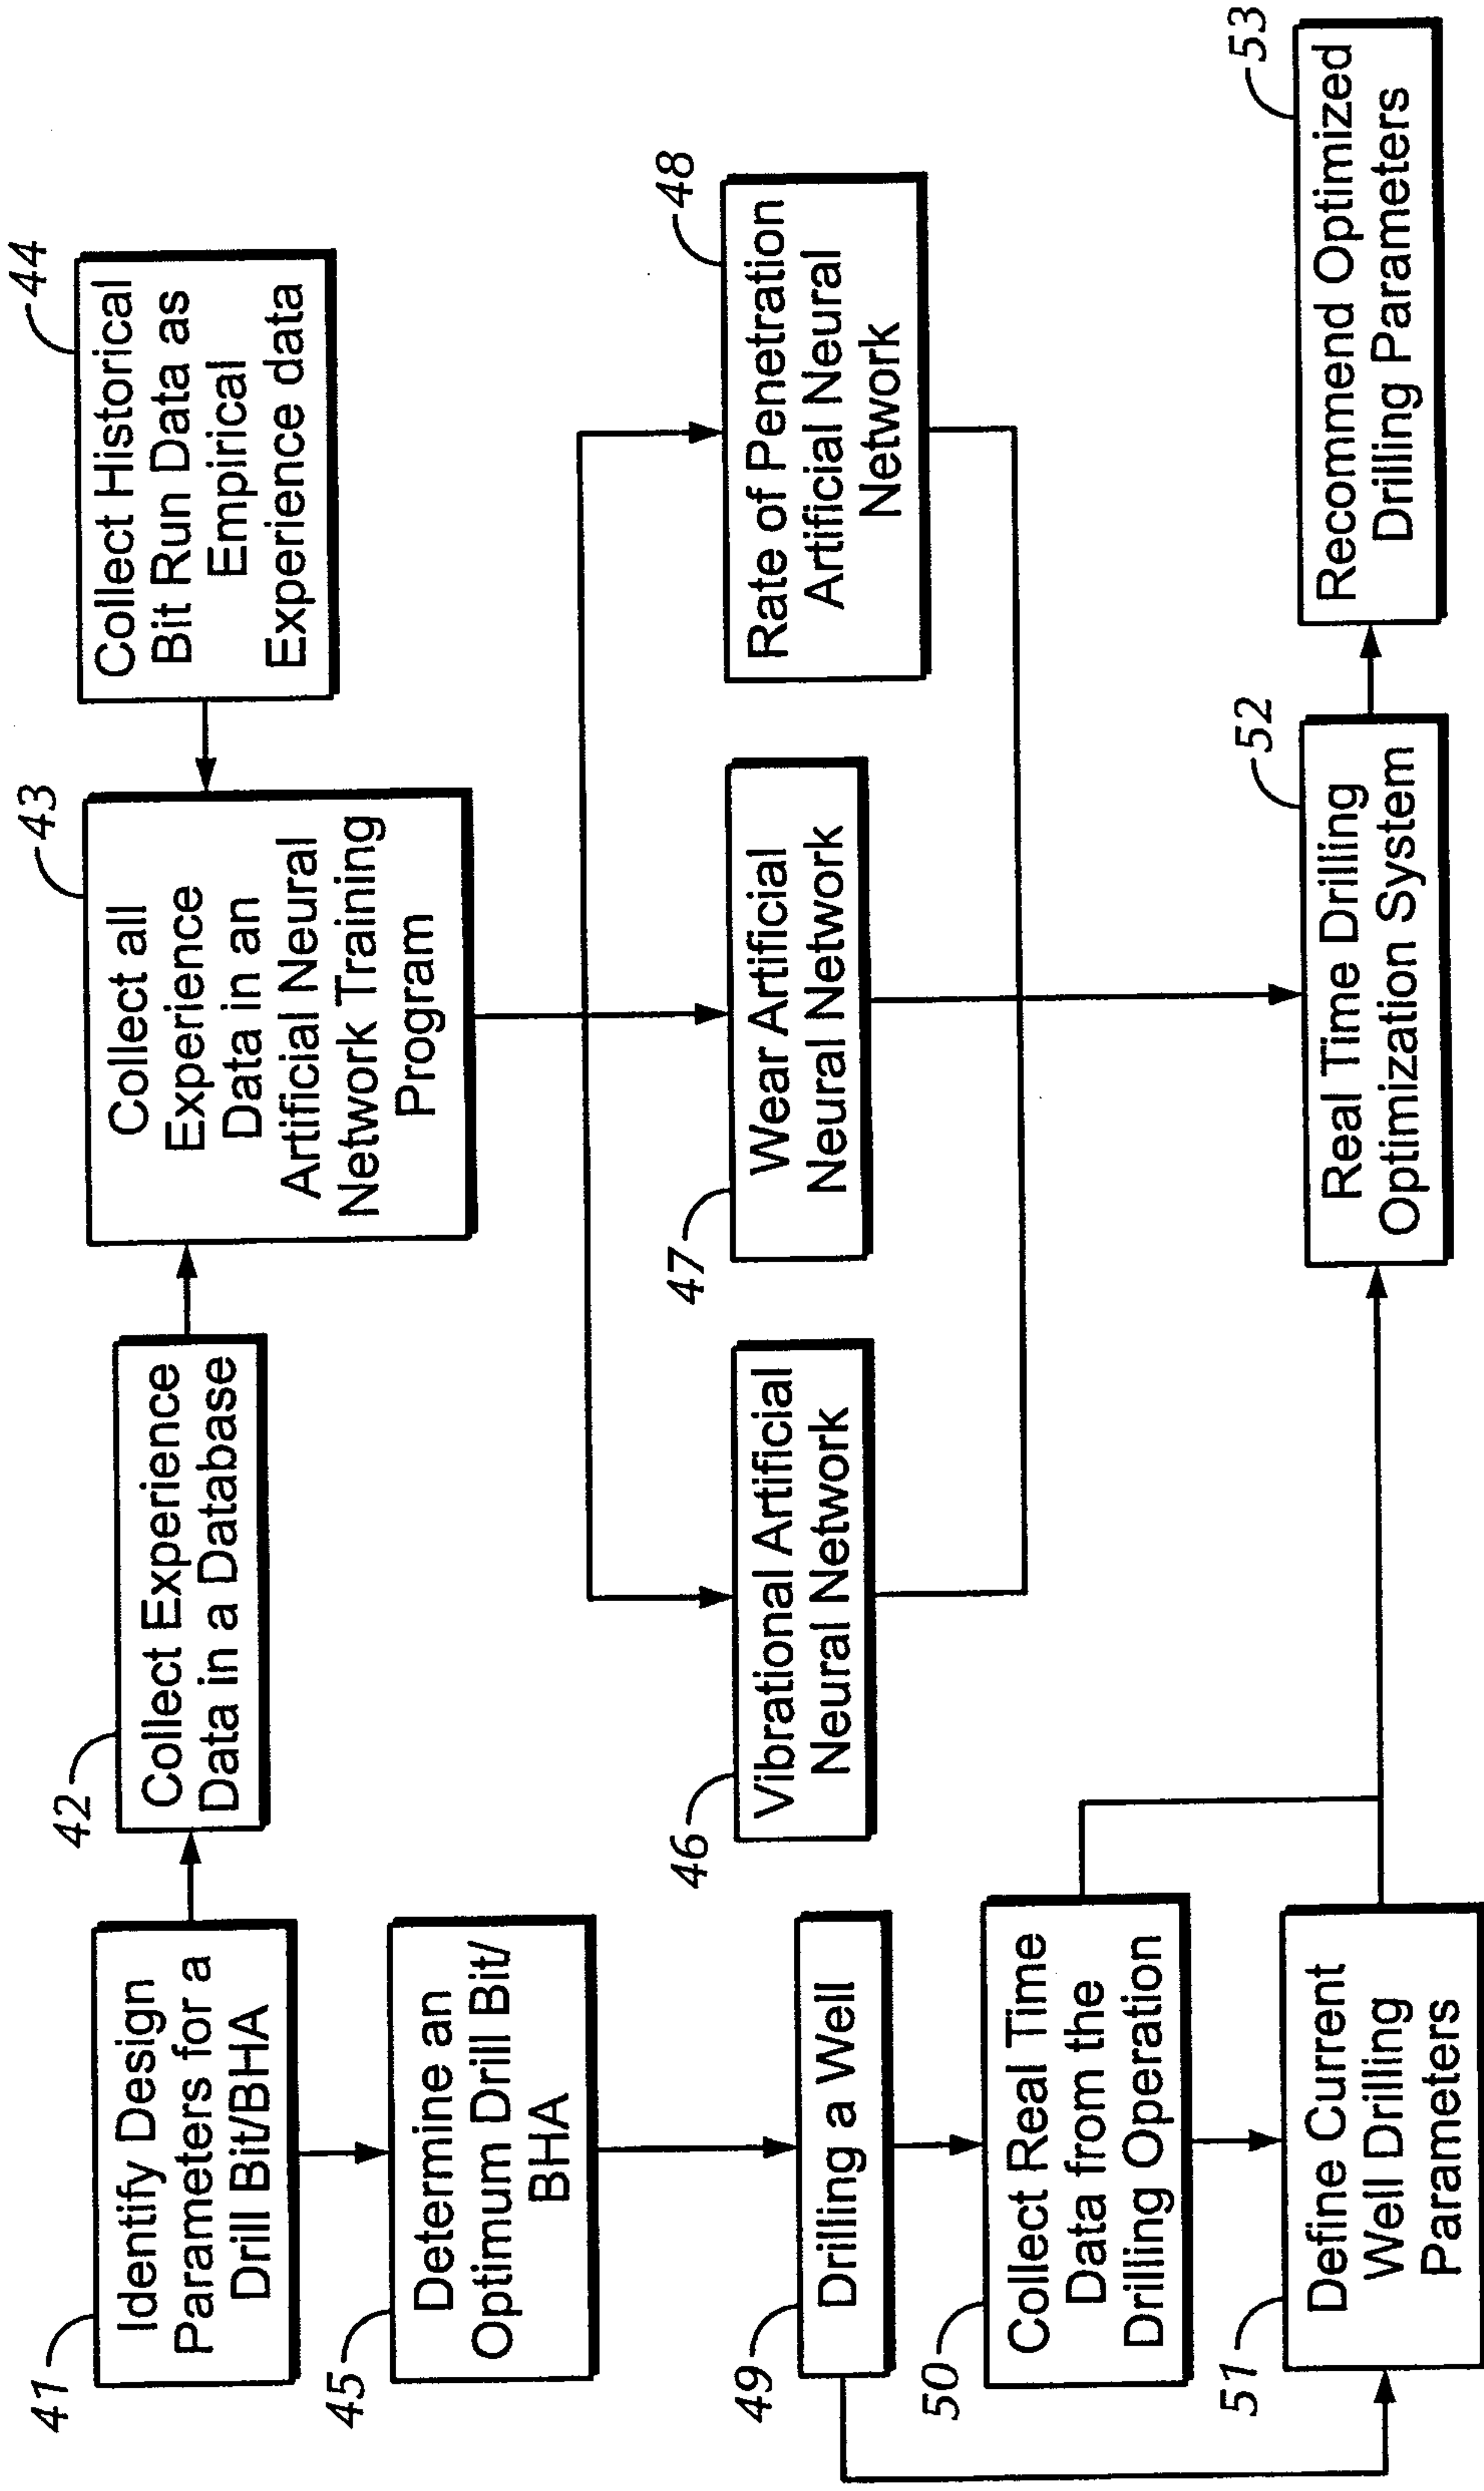 41
Identify Design
Parameters for a
Drill Bit/BHA
42
Collect Experience
Data in a Database
43
Collect all
Experience
Data in an
Artificial Neural
Network Training
Program
44
Collect Historical
Bit Run Data as
Empirical
Experience data
45
Determine an
Optimum Drill Bit/
BHA
46
Vibrational Artificial
Neural Network
47
Wear Artificial
Neural Network
48
Rate of Penetration
Artificial Neural
Network
49
Drilling a Well
50
Collect Real Time
Data from the
Drilling Operation
51
Define Current
Well Drilling
Parameters
52
Real Time Drilling
Optimization System
53
Recommend Optimized
Drilling Parameters